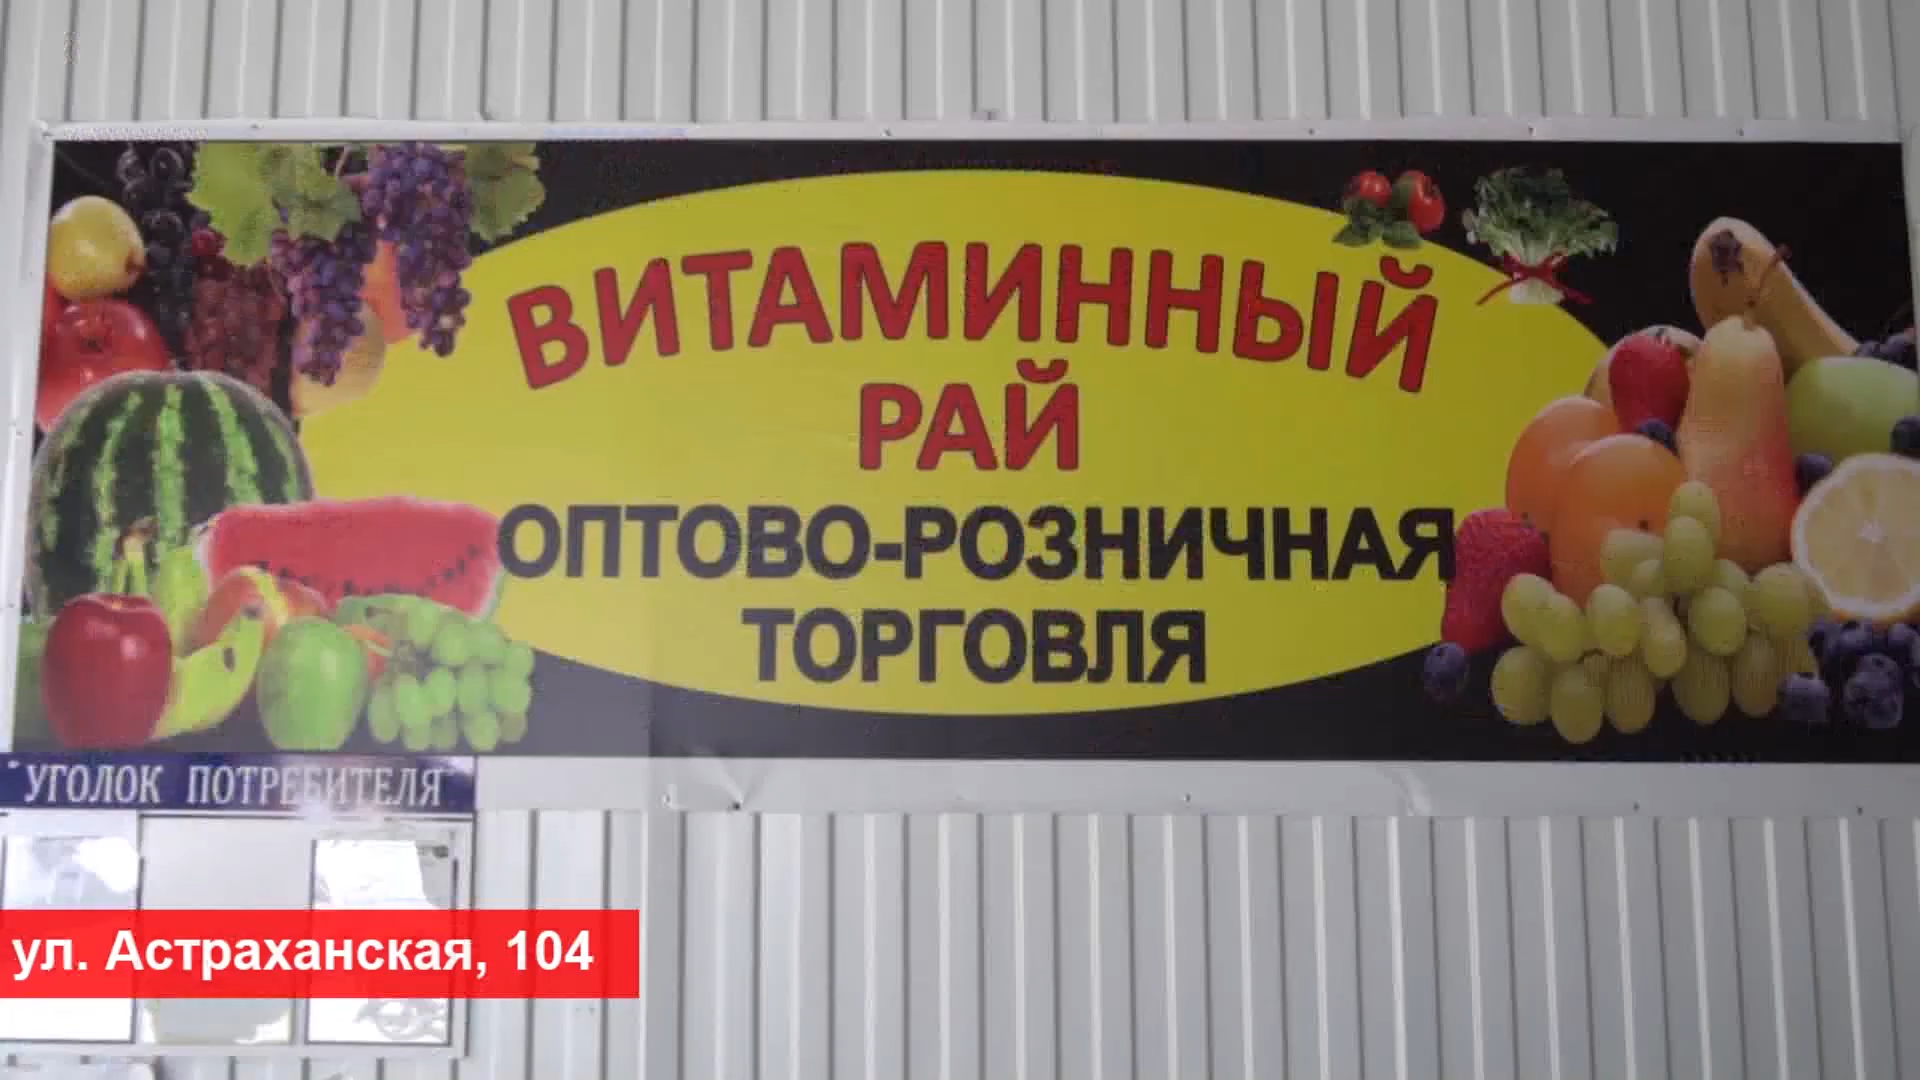 ВИТАМИННЫЙ
РАЙ
ОПТОВО-РОЗНИЧНАЯ
ТОРГОВЛЯ
"УГОЛОК ПОТРЕБИТЕЛЯ"
ул. Астраханская, 104